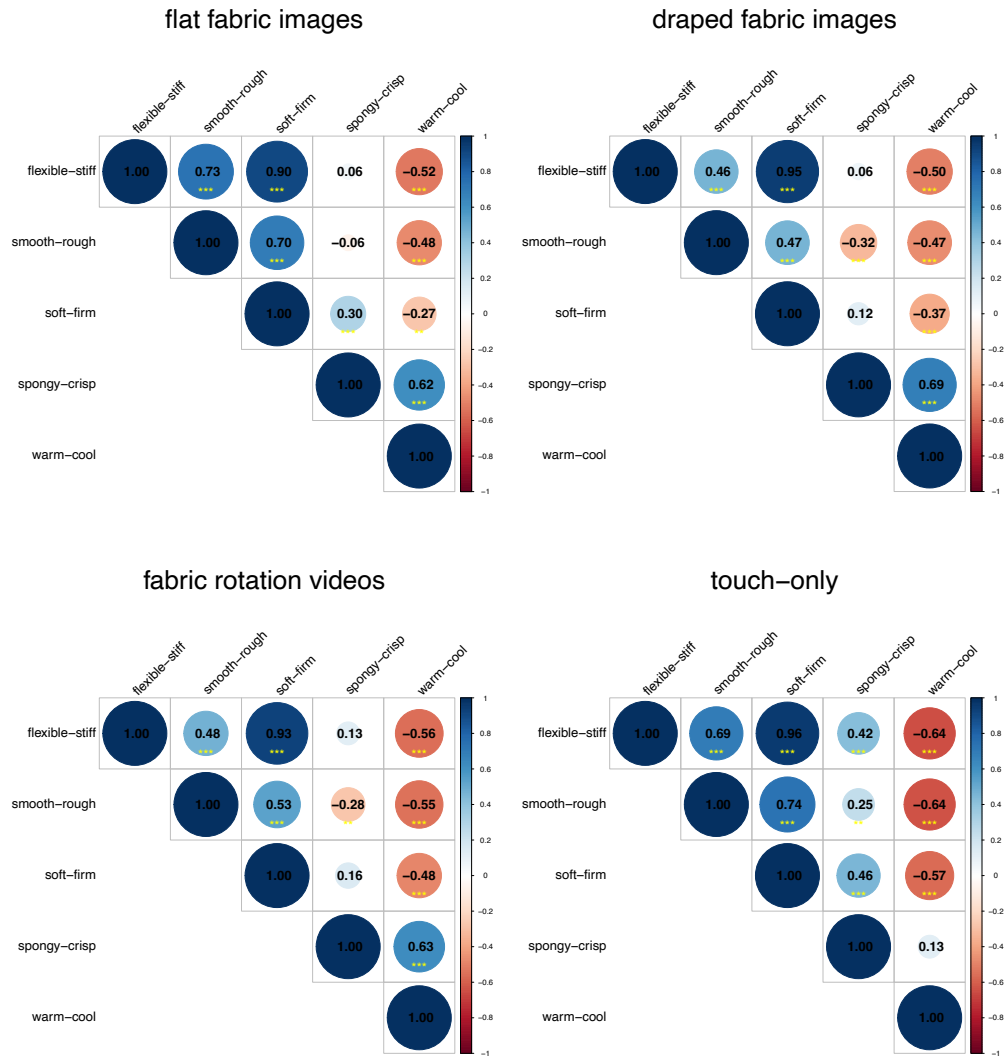 flat fabric images
flexible−stiff
smooth−rough
soft−firm
spongy−crisp
warm−cool
flexible−stiff 1.00 0.73 0.90 0.06 −0.52
*** *** ***
smooth−rough 1.00 0.70 −0.06 −0.48
*** ***
soft−firm 1.00 0.30 −0.27
*** **
spongy−crisp 1.00 0.62
***
warm−cool 1.00
1
0.8
0.6
0.4
0.2
0
−0.2
−0.4
−0.6
−0.8
−1
draped fabric images
flexible−stiff
smooth−rough
soft−firm
spongy−crisp
warm−cool
flexible−stiff 1.00 0.46 0.95 0.06 −0.50
*** *** ***
smooth−rough 1.00 0.47 −0.32 −0.47
*** *** ***
soft−firm 1.00 0.12 −0.37
***
spongy−crisp 1.00 0.69
***
warm−cool 1.00
1
0.8
0.6
0.4
0.2
0
−0.2
−0.4
−0.6
−0.8
−1
fabric rotation videos
flexible−stiff
smooth−rough
soft−firm
spongy−crisp
warm−cool
flexible−stiff 1.00 0.48 0.93 0.13 −0.56
*** *** ***
smooth−rough 1.00 0.53 −0.28 −0.55
*** ** ***
soft−firm 1.00 0.16 −0.48
***
spongy−crisp 1.00 0.63
***
warm−cool 1.00
1
0.8
0.6
0.4
0.2
0
−0.2
−0.4
−0.6
−0.8
−1
touch−only
flexible−stiff
smooth−rough
soft−firm
spongy−crisp
warm−cool
flexible−stiff 1.00 0.69 0.96 0.42 −0.64
*** *** *** ***
smooth−rough 1.00 0.74 0.25 −0.64
*** ** ***
soft−firm 1.00 0.46 −0.57
*** ***
spongy−crisp 1.00 0.13
warm−cool 1.00
1
0.8
0.6
0.4
0.2
0
−0.2
−0.4
−0.6
−0.8
−1